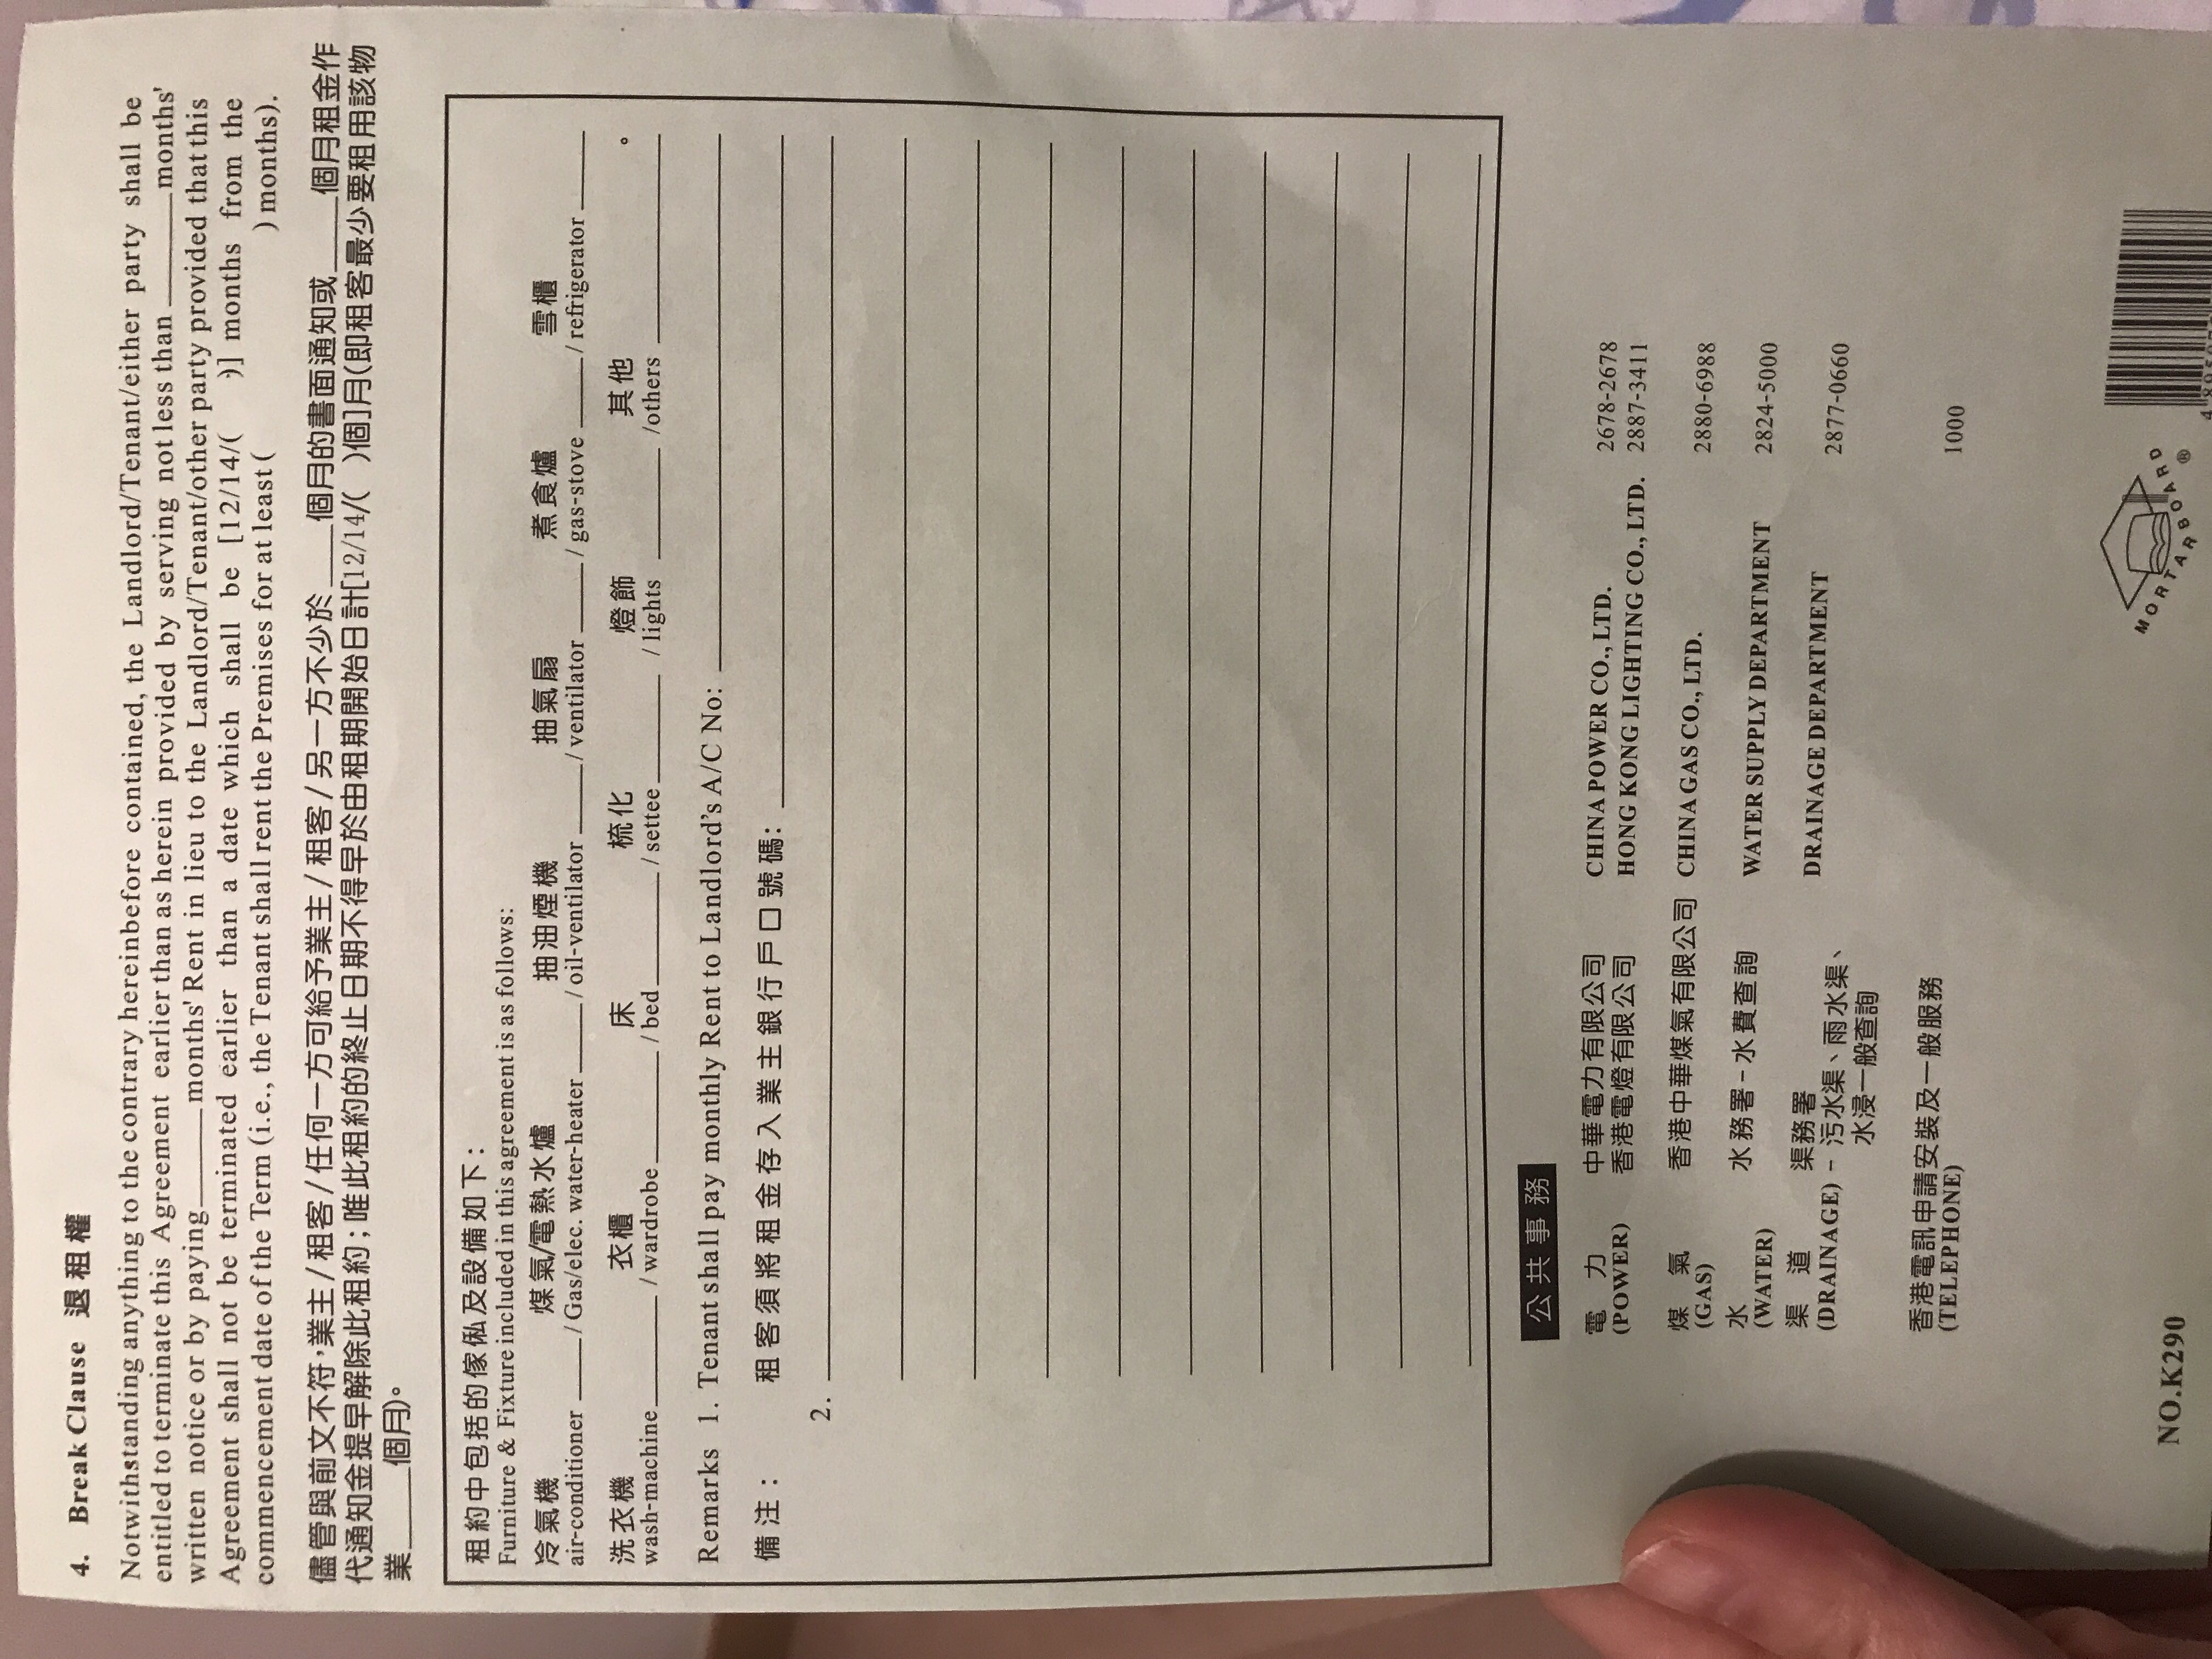 4. Break Clause 退租權
Notwithstanding anything to the contrary hereinbefore contained, the Landlord/Tenant/either party shall be
entitled to terminate this Agreement earlier than as herein provided by serving not less than ______ months'
written notice or by paying ______ months' Rent in lieu to the Landlord/Tenant/other party provided that this
Agreement shall not be terminated earlier than a date which shall be [12/14/( )] months from the
commencement date of the Term (i.e., the Tenant shall rent the Premises for at least ( ) months).
儘管與前文不符,業主/租客/任何一方可給予業主/租客/另一方不少於____個月的書面通知或____個月租金作
代通知金提早解除此租約;唯此租約的終止日期不得早於由租期開始日計[12/14/( )個]月(即租客最少要租用該物
業____個月)。
租約中包括的傢俬及設備如下:
Furniture & Fixture included in this agreement is as follows:
冷氣機 煤氣/電熱水爐 抽油煙機 抽氣扇 煮食爐 雪櫃
air-conditioner ____ / Gas/elec. water-heater ____ / oil-ventilator ____ / ventilator ____ / gas-stove ____ / refrigerator ____
洗衣機 衣櫃 床 梳化 燈飾 其他 。
wash-machine ____ / wardrobe ____ / bed ____ / settee ____ / lights ____ /others ____
Remarks 1. Tenant shall pay monthly Rent to Landlord's A/C No: ____
備注: 租客須將租金存入業主銀行戶口號碼: ____
2. ____
公共事務
電力 中華電力有限公司 CHINA POWER CO., LTD. 2678-2678
(POWER) 香港電燈有限公司 HONG KONG LIGHTING CO., LTD. 2887-3411
煤氣 香港中華煤氣有限公司 CHINA GAS CO., LTD. 2880-6988
(GAS)
水 水務署-水費查詢 WATER SUPPLY DEPARTMENT 2824-5000
(WATER)
渠道 渠務署 DRAINAGE DEPARTMENT 2877-0660
(DRAINAGE) - 污水渠、雨水渠、
水浸一般查詢
香港電訊申請安裝及一般服務 1000
(TELEPHONE)
NO.K290
MORTARBOARD ®